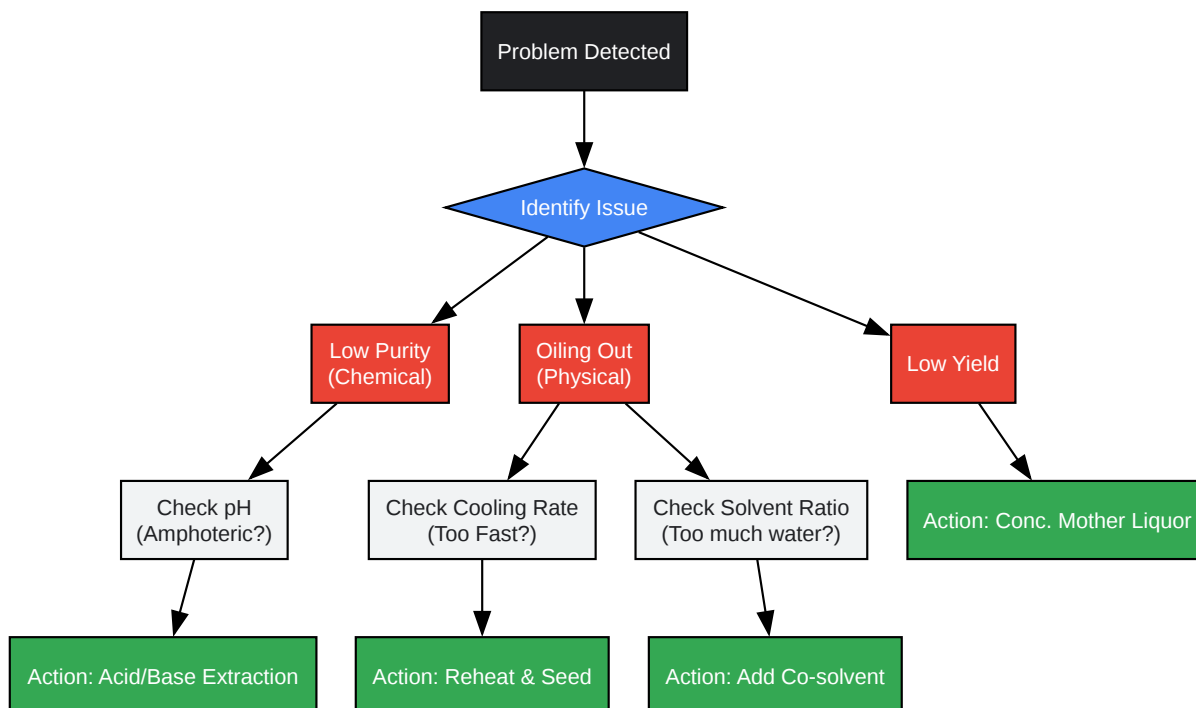 Problem Detected
Identify Issue
Low Purity
(Chemical)
Oiling Out
(Physical)
Low Yield
Check pH
(Amphoteric?)
Check Cooling Rate
(Too Fast?)
Check Solvent Ratio
(Too much water?)
Action: Conc. Mother Liquor
Action: Acid/Base Extraction
Action: Reheat & Seed
Action: Add Co-solvent